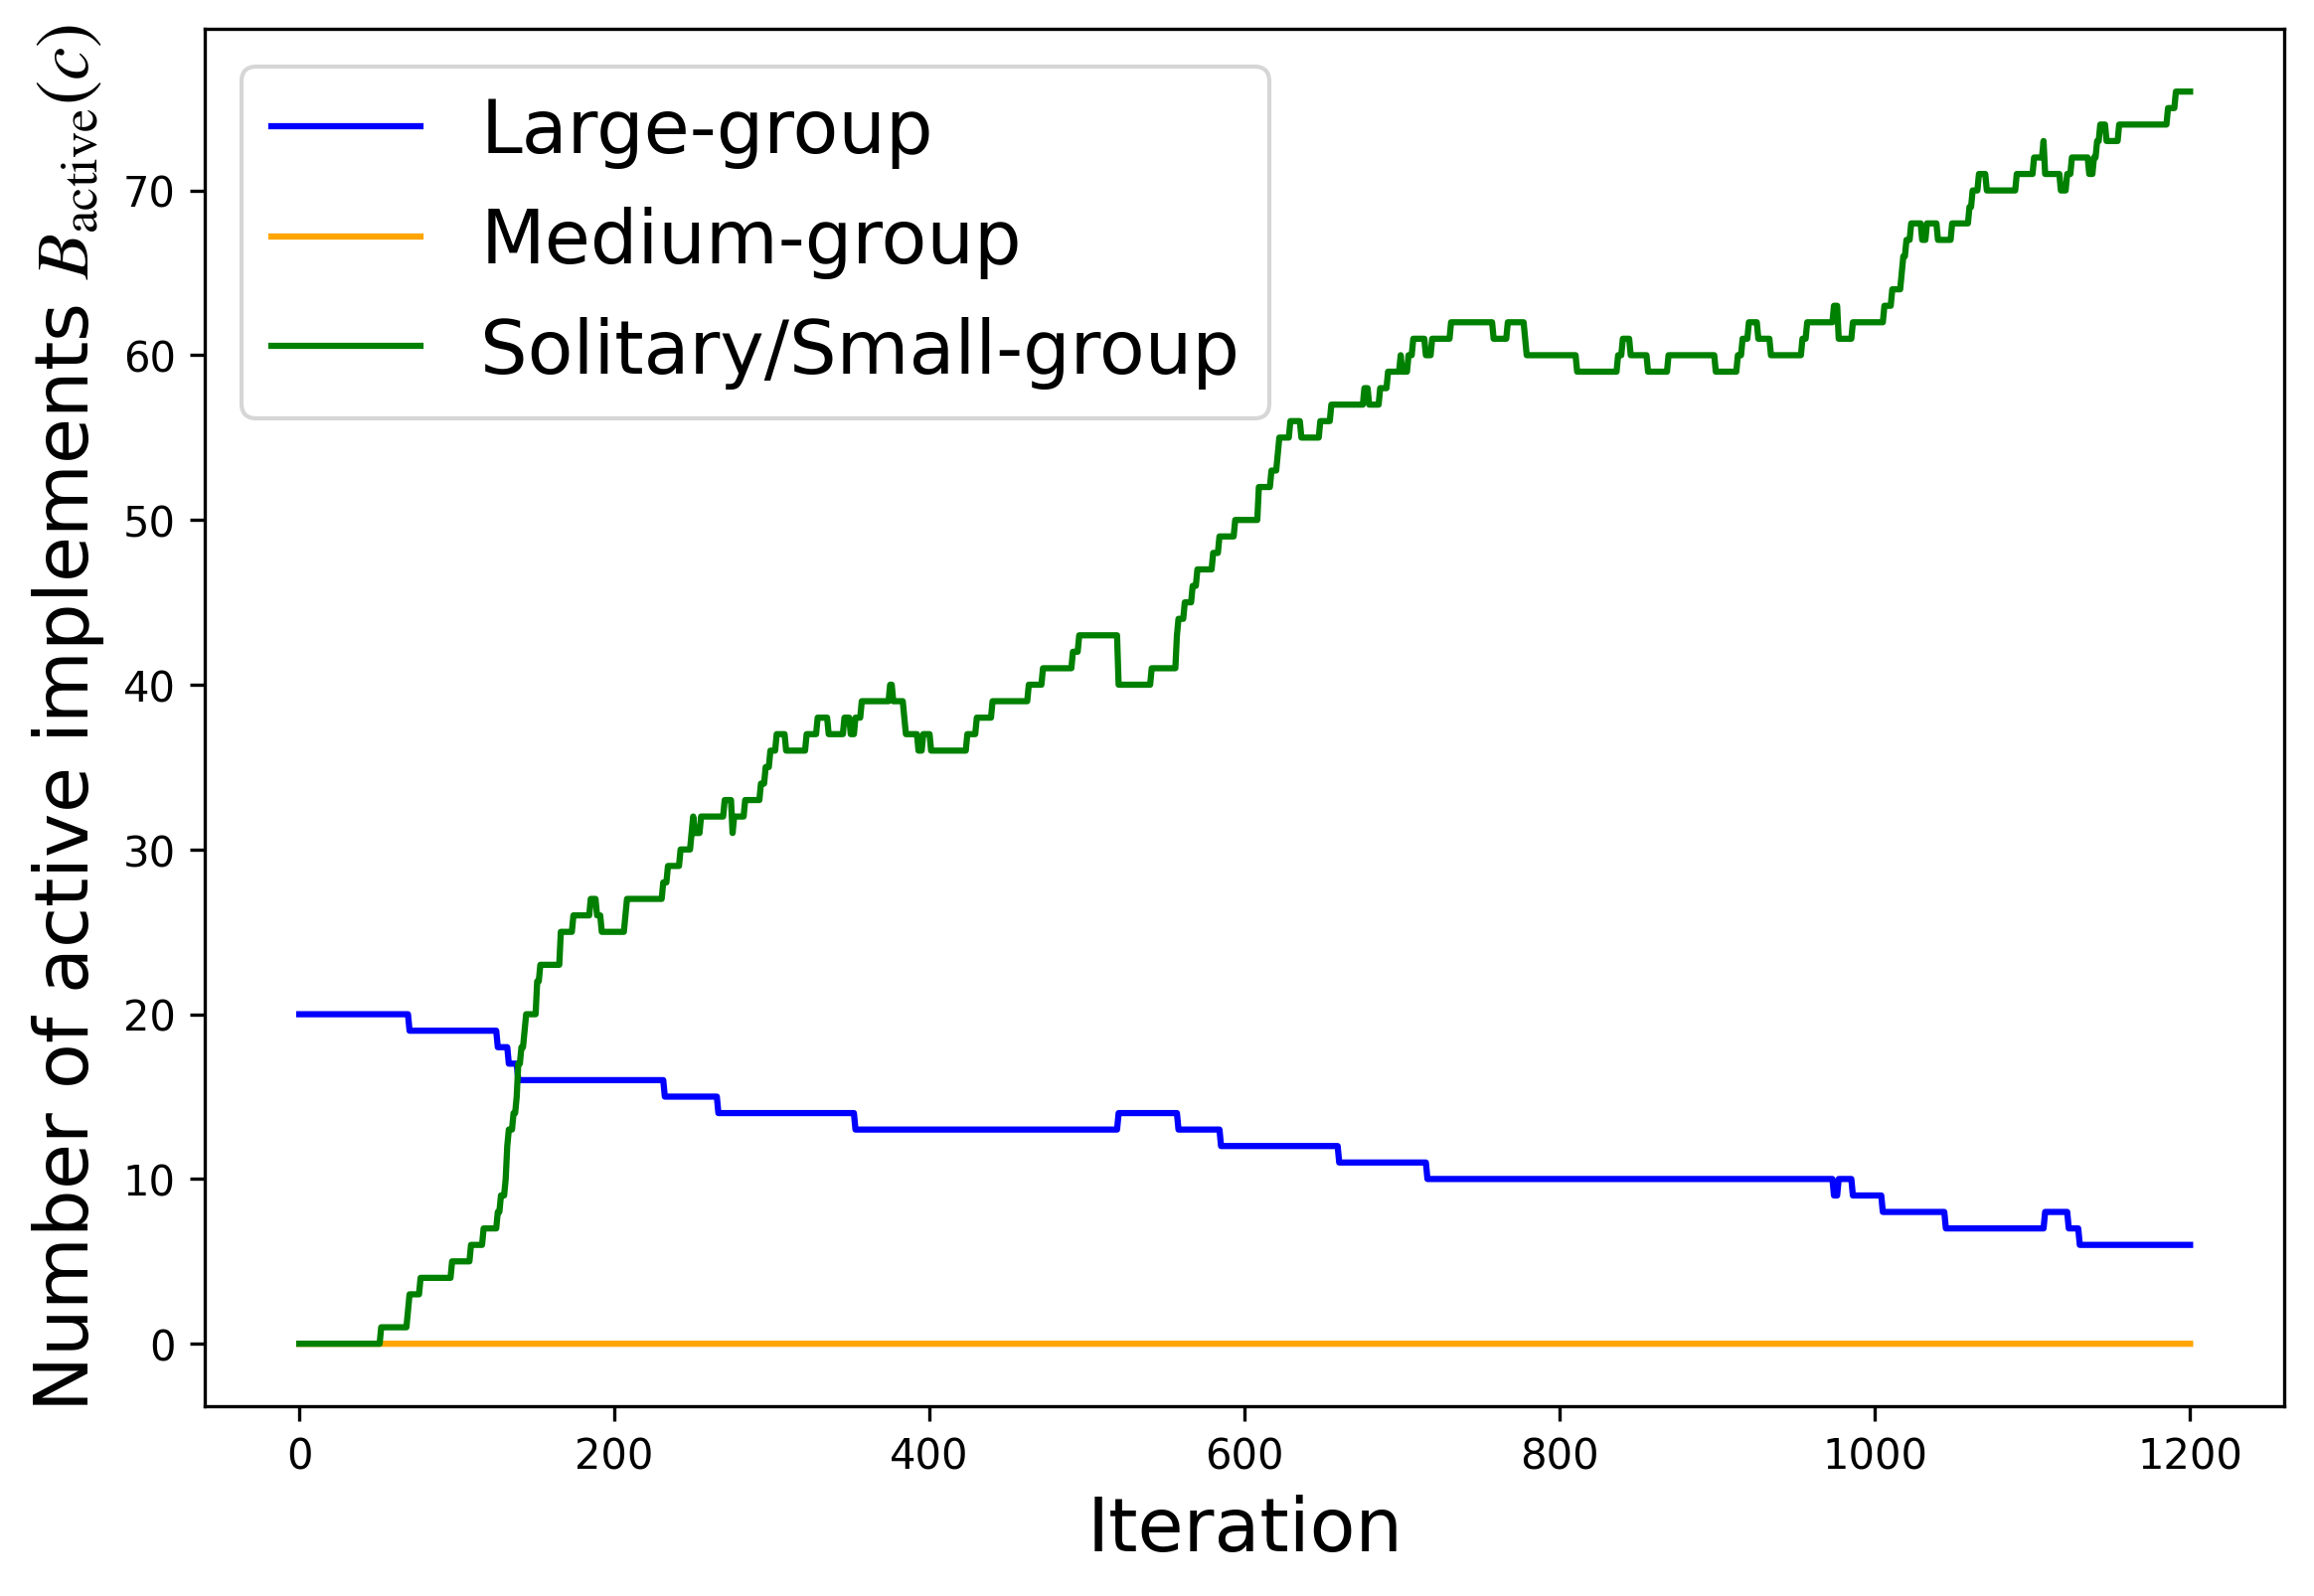 Number of active implements B_active(c)
70
60
50
40
30
20
10
0
Large-group
Medium-group
Solitary/Small-group
0 200 400 600 800 1000 1200
Iteration